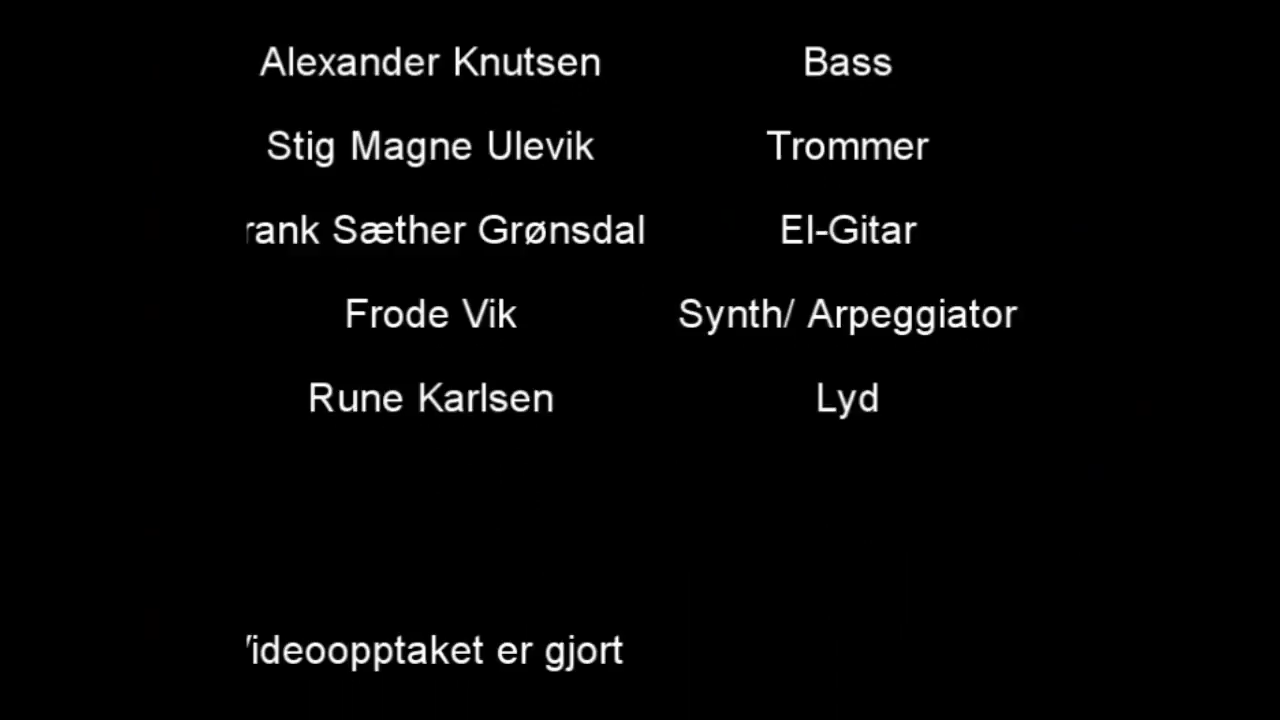 Alexander Knutsen Bass
Stig Magne Ulevik Trommer
rank Sæther Grønsdal El-Gitar
Frode Vik Synth/ Arpeggiator
Rune Karlsen Lyd
Videoopptaket er gjort